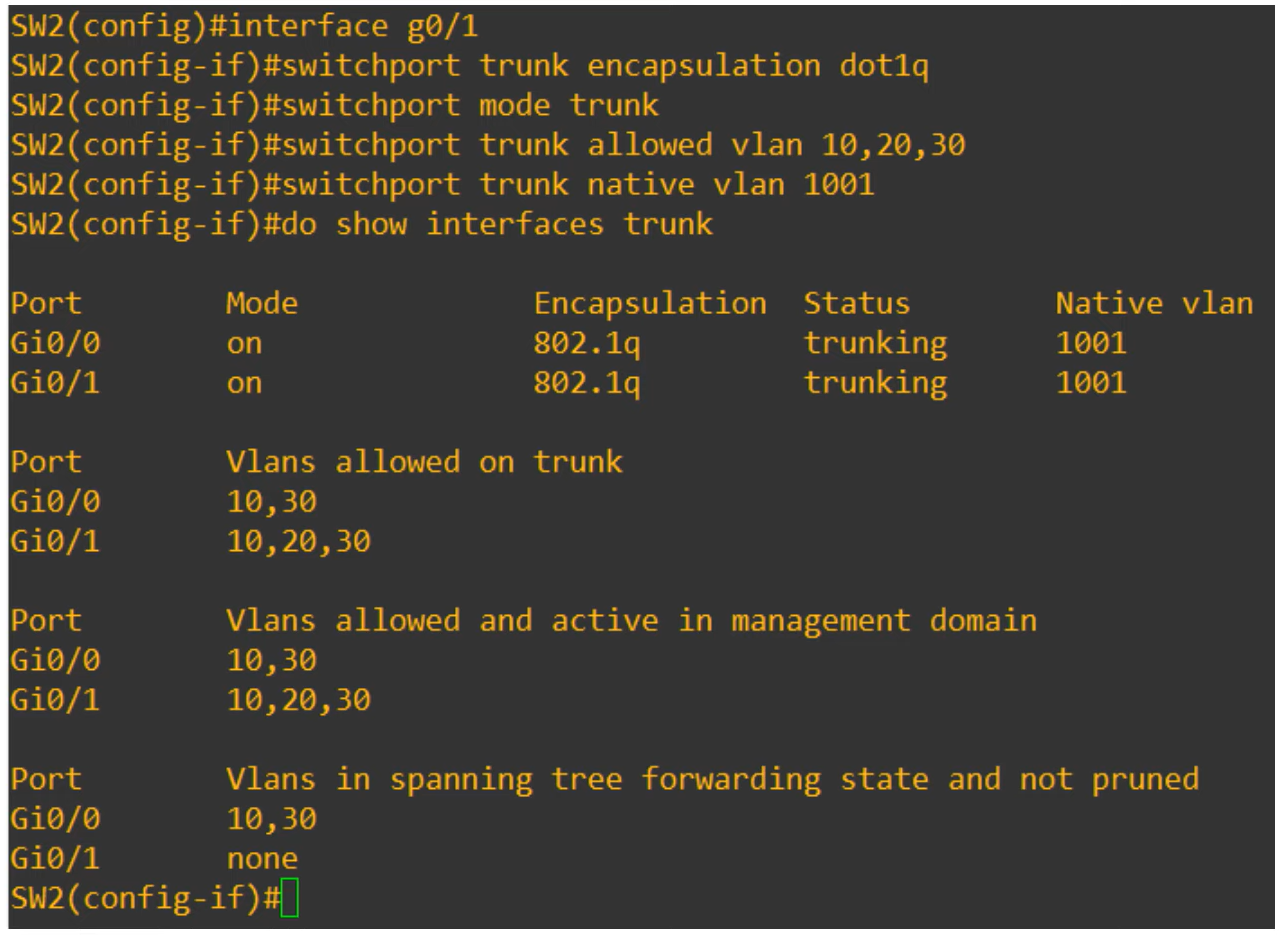 SW2(config)#interface g0/1
SW2(config-if)#switchport trunk encapsulation dot1q
SW2(config-if)#switchport mode trunk
SW2(config-if)#switchport trunk allowed vlan 10,20,30
SW2(config-if)#switchport trunk native vlan 1001
SW2(config-if)#do show interfaces trunk
Port        Mode             Encapsulation  Status        Native vlan
Gi0/0       on               802.1q         trunking      1001
Gi0/1       on               802.1q         trunking      1001
Port        Vlans allowed on trunk
Gi0/0       10,30
Gi0/1       10,20,30
Port        Vlans allowed and active in management domain
Gi0/0       10,30
Gi0/1       10,20,30
Port        Vlans in spanning tree forwarding state and not pruned
Gi0/0       10,30
Gi0/1       none
SW2(config-if)#